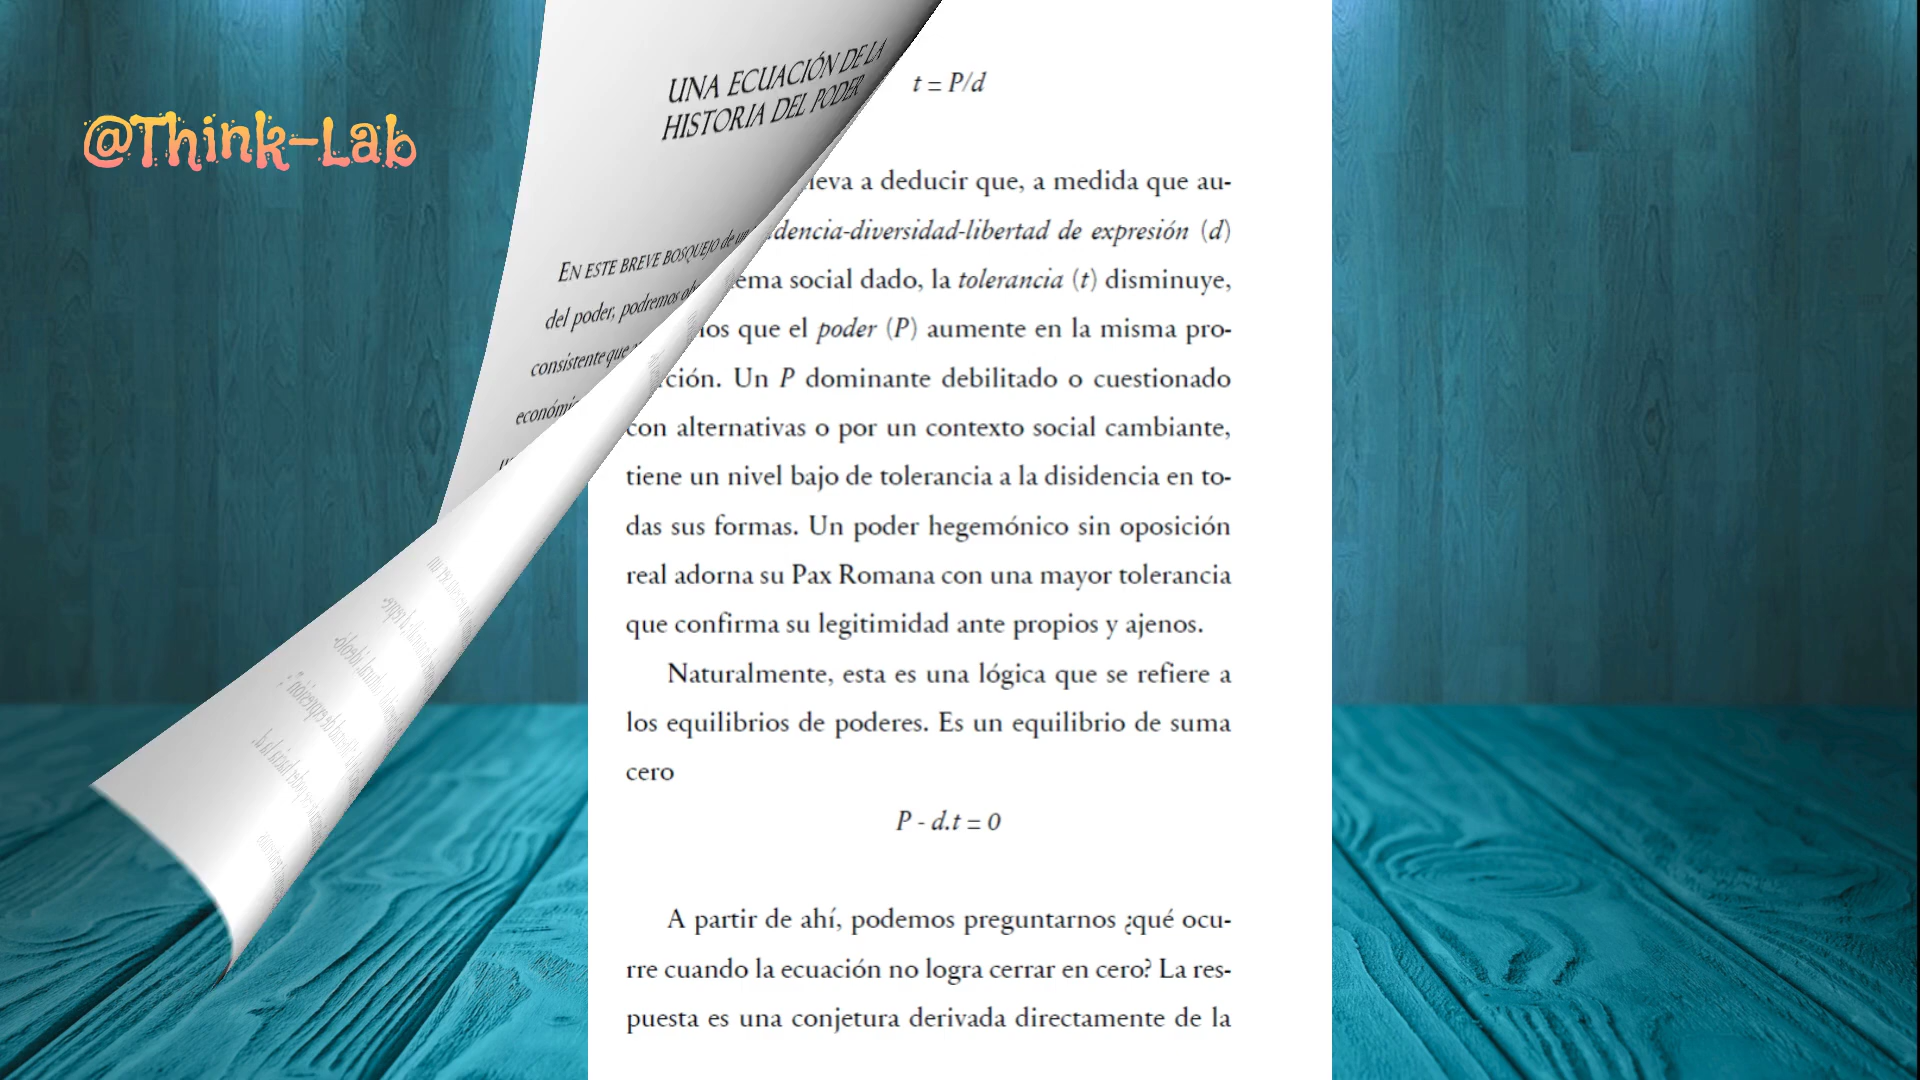 @Think-Lab
UNA ECUACIÓN DE LA
HISTORIA DEL PODER
EN ESTE BREVE BOSQUEJO de un
del poder, podremos
consistente que
t = P/d
a deducir que, a medida que au-
diversidad-libertad de expresión (d)
social dado, la tolerancia (t) disminuye,
que el poder (P) aumente en la misma pro-
Un P dominante debilitado o cuestionado
con alternativas o por un contexto social cambiante,
tiene un nivel bajo de tolerancia a la disidencia en to-
das sus formas. Un poder hegemónico sin oposición
real adorna su Pax Romana con una mayor tolerancia
que confirma su legitimidad ante propios y ajenos.
Naturalmente, esta es una lógica que se refiere a
los equilibrios de poderes. Es un equilibrio de suma
cero
P - d.t = 0
A partir de ahí, podemos preguntarnos ¿qué ocu-
rre cuando la ecuación no logra cerrar en cero? La res-
puesta es una conjetura derivada directamente de la